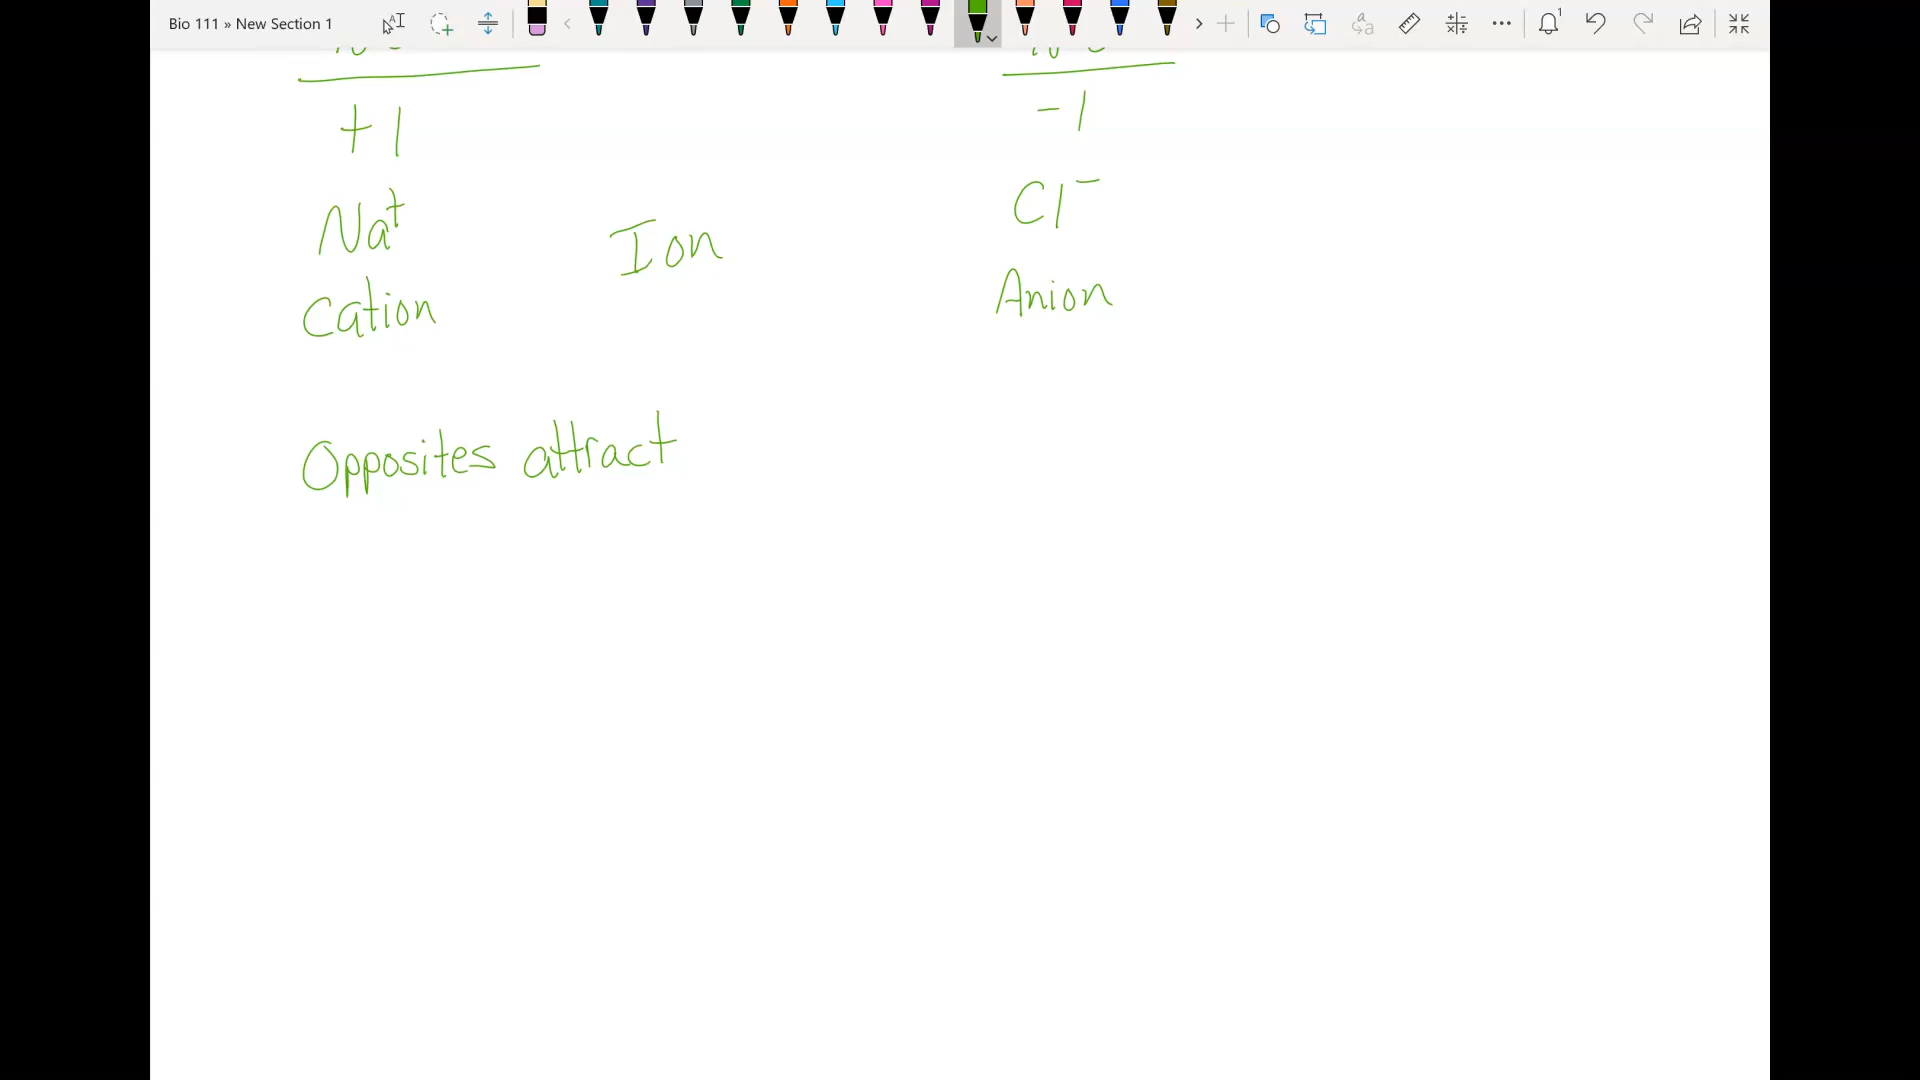 Bio 111 » New Section 1
+1
-1
Na⁺
Ion
Cl⁻
Cation
Anion
Opposites attract